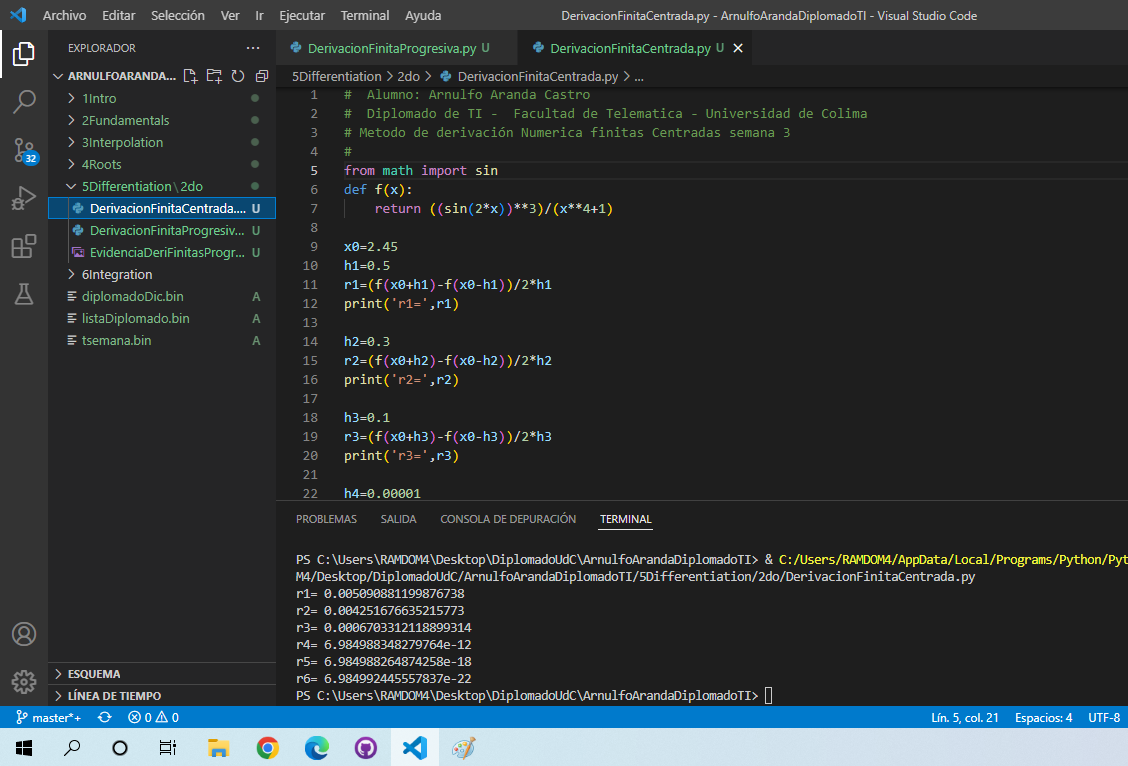 Archivo Editar Selección Ver Ir Ejecutar Terminal Ayuda DerivacionFinitaCentrada.py - ArnulfoArandaDiplomadoTI - Visual Studio Code
EXPLORADOR
ARNULFOARANDA...
1Intro
2Fundamentals
3Interpolation
4Roots
5Differentiation\2do
DerivacionFinitaCentrada.... U
DerivacionFinitaProgresiv... U
EvidenciaDeriFinitasProgr... U
6Integration
diplomadoDic.bin A
listaDiplomado.bin A
tsemana.bin A
ESQUEMA
LÍNEA DE TIEMPO
32
DerivacionFinitaProgresiva.py U DerivacionFinitaCentrada.py U
5Differentiation > 2do > DerivacionFinitaCentrada.py > ...
1 #  Alumno: Arnulfo Aranda Castro
2 #  Diplomado de TI -  Facultad de Telematica - Universidad de Colima
3 # Metodo de derivación Numerica finitas Centradas semana 3
4 #
5 from math import sin
6 def f(x):
7     return ((sin(2*x))**3)/(x**4+1)
8
9 x0=2.45
10 h1=0.5
11 r1=(f(x0+h1)-f(x0-h1))/2*h1
12 print('r1=',r1)
13
14 h2=0.3
15 r2=(f(x0+h2)-f(x0-h2))/2*h2
16 print('r2=',r2)
17
18 h3=0.1
19 r3=(f(x0+h3)-f(x0-h3))/2*h3
20 print('r3=',r3)
21
22 h4=0.00001
PROBLEMAS SALIDA CONSOLA DE DEPURACIÓN TERMINAL
PS C:\Users\RAMDOM4\Desktop\DiplomadoUdC\ArnulfoArandaDiplomadoTI> & C:/Users/RAMDOM4/AppData/Local/Programs/Python/Pyt
M4/Desktop/DiplomadoUdC/ArnulfoArandaDiplomadoTI/5Differentiation/2do/DerivacionFinitaCentrada.py
r1= 0.005090881199876738
r2= 0.004251676635215773
r3= 0.0006703312118899314
r4= 6.984988348279764e-12
r5= 6.984988264874258e-18
r6= 6.984992445557837e-22
PS C:\Users\RAMDOM4\Desktop\DiplomadoUdC\ArnulfoArandaDiplomadoTI>
master*+ 0 0 Lín. 5, col. 21 Espacios: 4 UTF-8